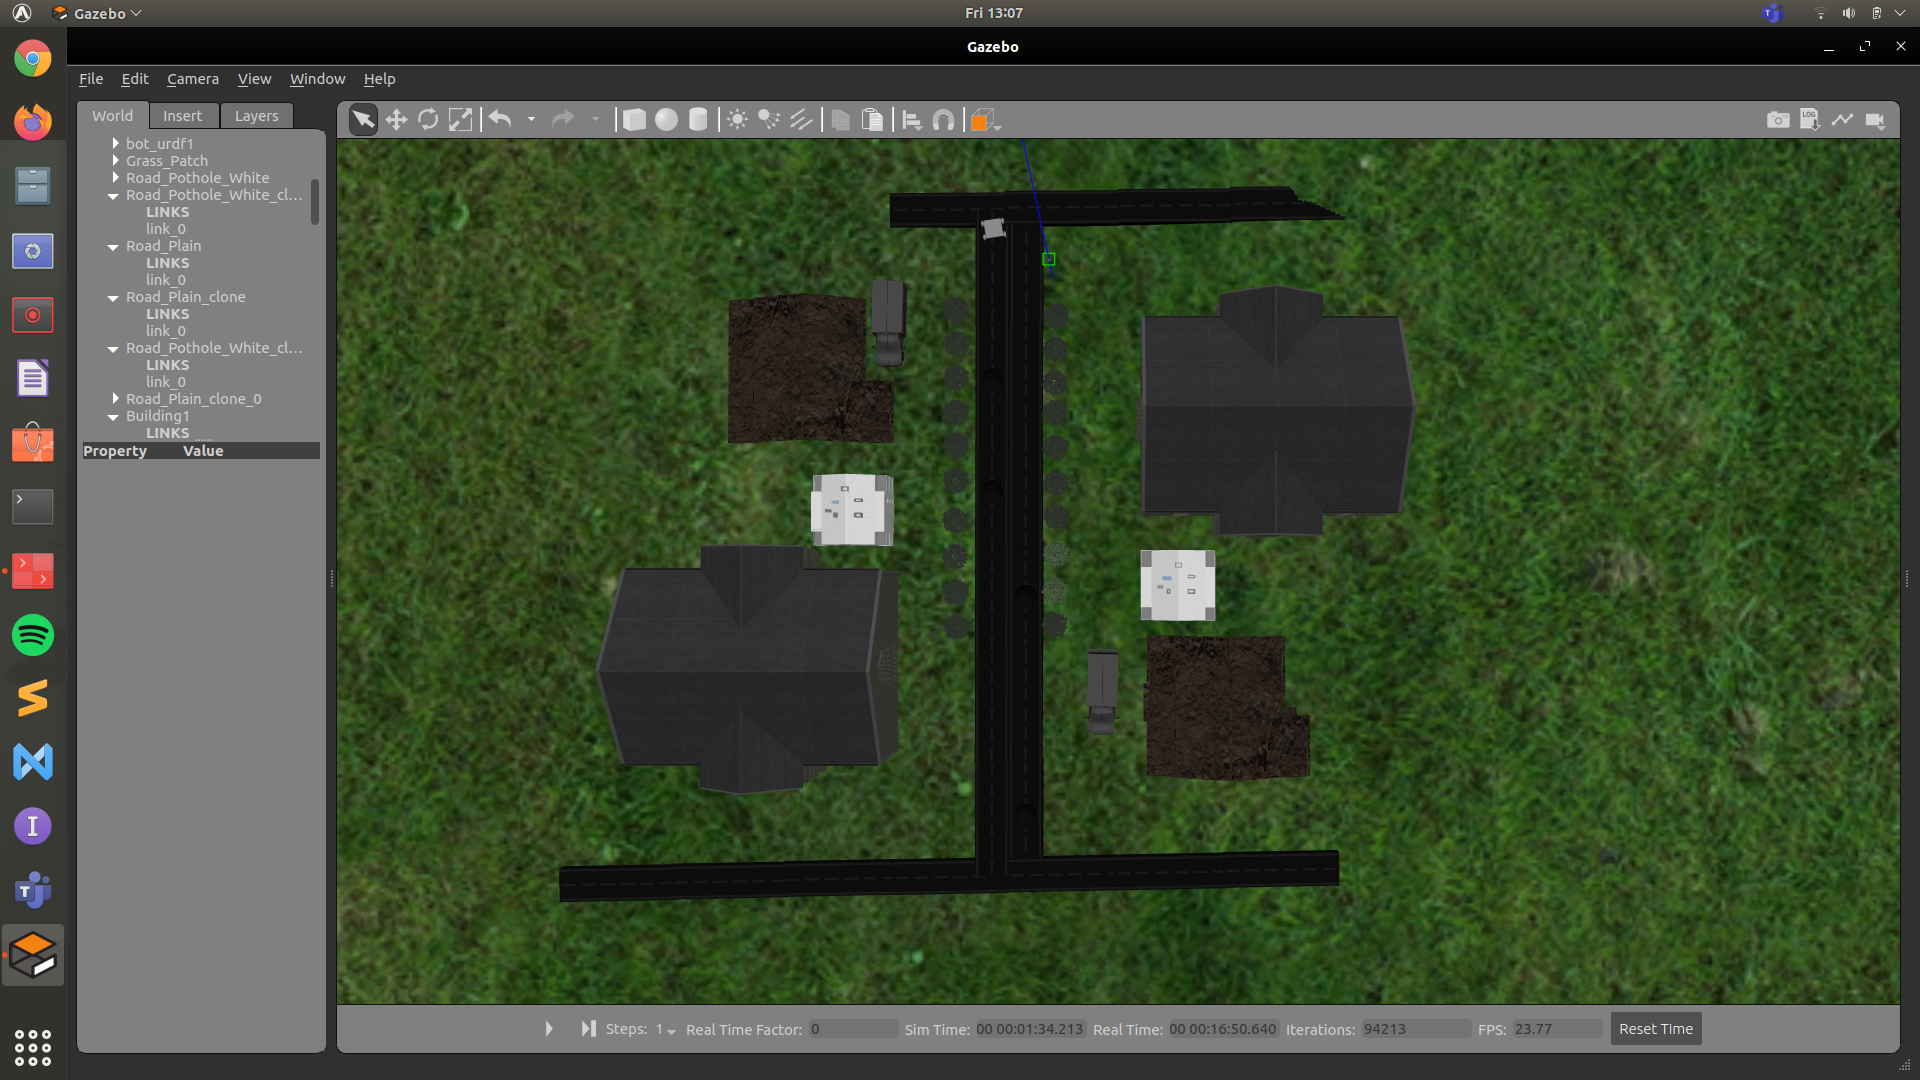 Gazebo
Fri 13:07
Gazebo
File Edit Camera View Window Help
World Insert Layers
bot_urdf1
Grass_Patch
Road_Pothole_White
Road_Pothole_White_cl...
LINKS
link_0
Road_Plain
LINKS
link_0
Road_Plain_clone
LINKS
link_0
Road_Pothole_White_cl...
LINKS
link_0
Road_Plain_clone_0
Building1
LINKS
Property Value
LOG
Steps: 1 Real Time Factor: 0 Sim Time: 00 00:01:34.213 Real Time: 00 00:16:50.640 Iterations: 94213 FPS: 23.77 Reset Time